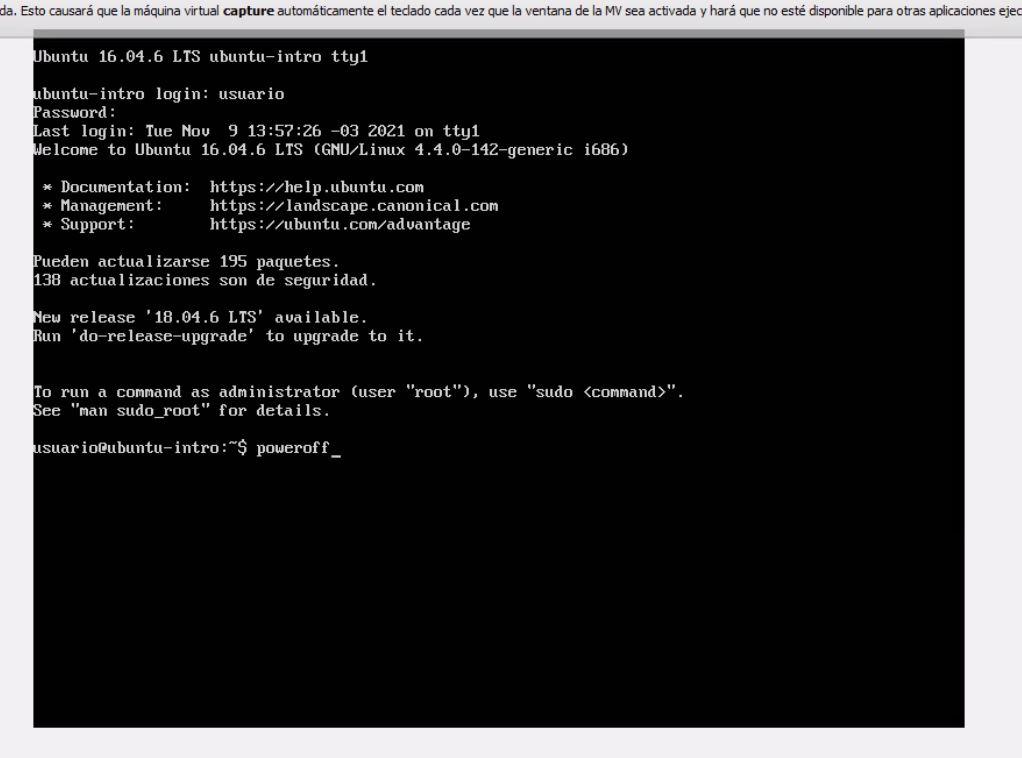 da. Esto causará que la máquina virtual capture automáticamente el teclado cada vez que la ventana de la MV sea activada y hará que no esté disponible para otras aplicaciones ejec
Ubuntu 16.04.6 LTS ubuntu-intro tty1
ubuntu-intro login: usuario
Password:
Last login: Tue Nov  9 13:57:26 -03 2021 on tty1
Welcome to Ubuntu 16.04.6 LTS (GNU/Linux 4.4.0-142-generic i686)
* Documentation:  https://help.ubuntu.com
* Management:     https://landscape.canonical.com
* Support:        https://ubuntu.com/advantage
Pueden actualizarse 195 paquetes.
138 actualizaciones son de seguridad.
New release '18.04.6 LTS' available.
Run 'do-release-upgrade' to upgrade to it.
To run a command as administrator (user "root"), use "sudo <command>".
See "man sudo_root" for details.
usuario@ubuntu-intro:~$ poweroff_